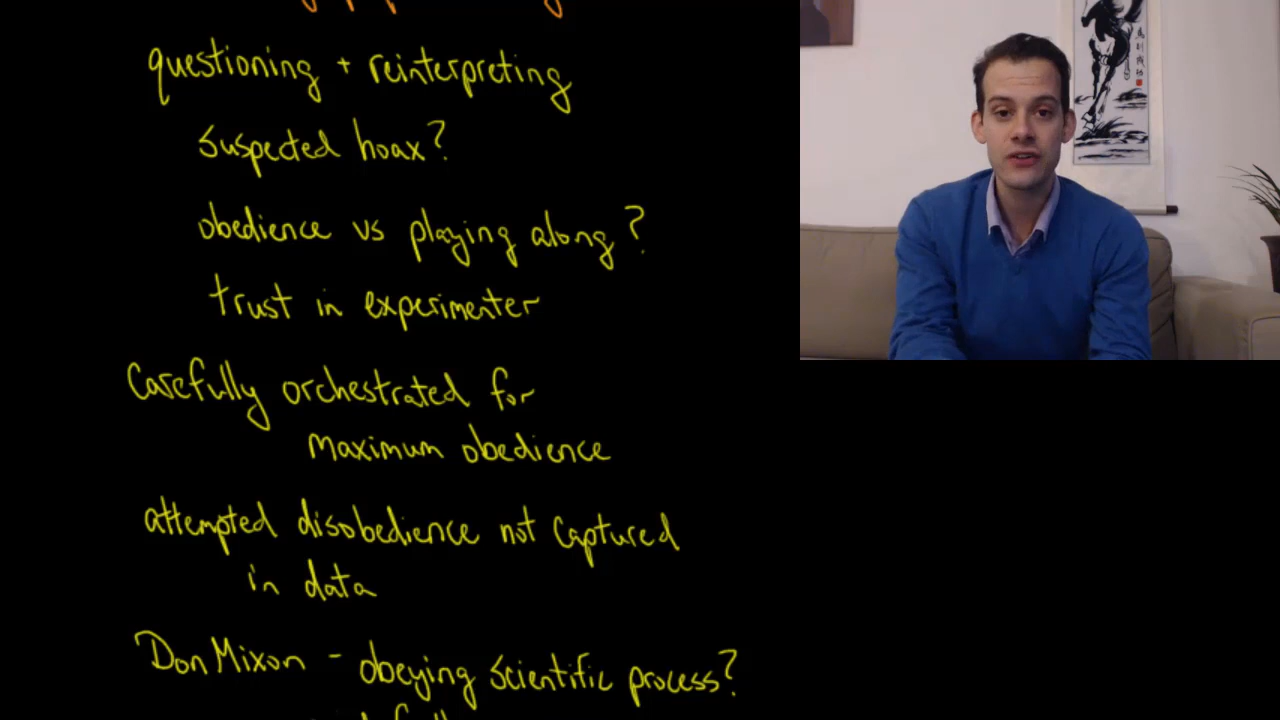 questioning + reinterpreting
suspected hoax?
obedience vs playing along?
trust in experimenter
Carefully orchestrated for
maximum obedience
attempted disobedience not captured
in data
Don Mixon - obeying scientific process?